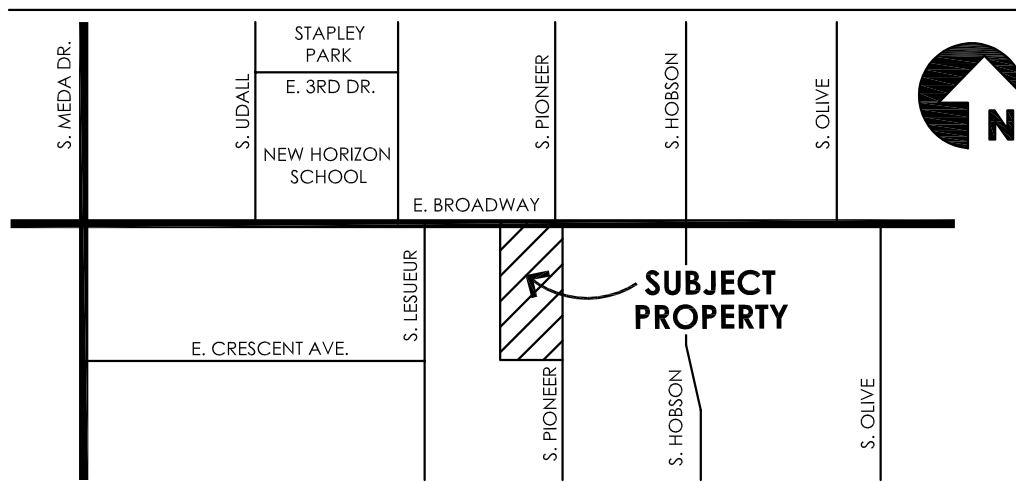 STAPLEY
PARK
E. 3RD DR.
S. MEDA DR.
S. UDALL
S. PIONEER
S. HOBSON
S. OLIVE
N
NEW HORIZON
SCHOOL
E. BROADWAY
S. LESUEUR
SUBJECT
PROPERTY
E. CRESCENT AVE.
S. PIONEER
S. HOBSON
S. OLIVE